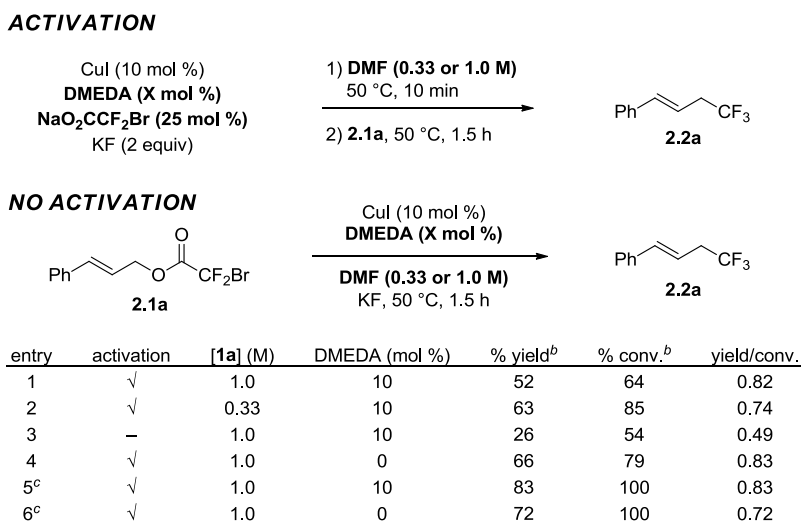 ACTIVATION
CuI (10 mol %)
DMEDA (X mol %)
NaO₂CCF₂Br (25 mol %)
KF (2 equiv)
1) DMF (0.33 or 1.0 M)
50 °C, 10 min
2) 2.1a, 50 °C, 1.5 h
Ph
CF₃
2.2a
NO ACTIVATION
Ph
O
O
CF₂Br
2.1a
CuI (10 mol %)
DMEDA (X mol %)
DMF (0.33 or 1.0 M)
KF, 50 °C, 1.5 h
Ph
CF₃
2.2a
entry activation [1a] (M) DMEDA (mol %) % yieldᵇ % conv.ᵇ yield/conv.
1 √ 1.0 10 52 64 0.82
2 √ 0.33 10 63 85 0.74
3 – 1.0 10 26 54 0.49
4 √ 1.0 0 66 79 0.83
5ᶜ √ 1.0 10 83 100 0.83
6ᶜ √ 1.0 0 72 100 0.72